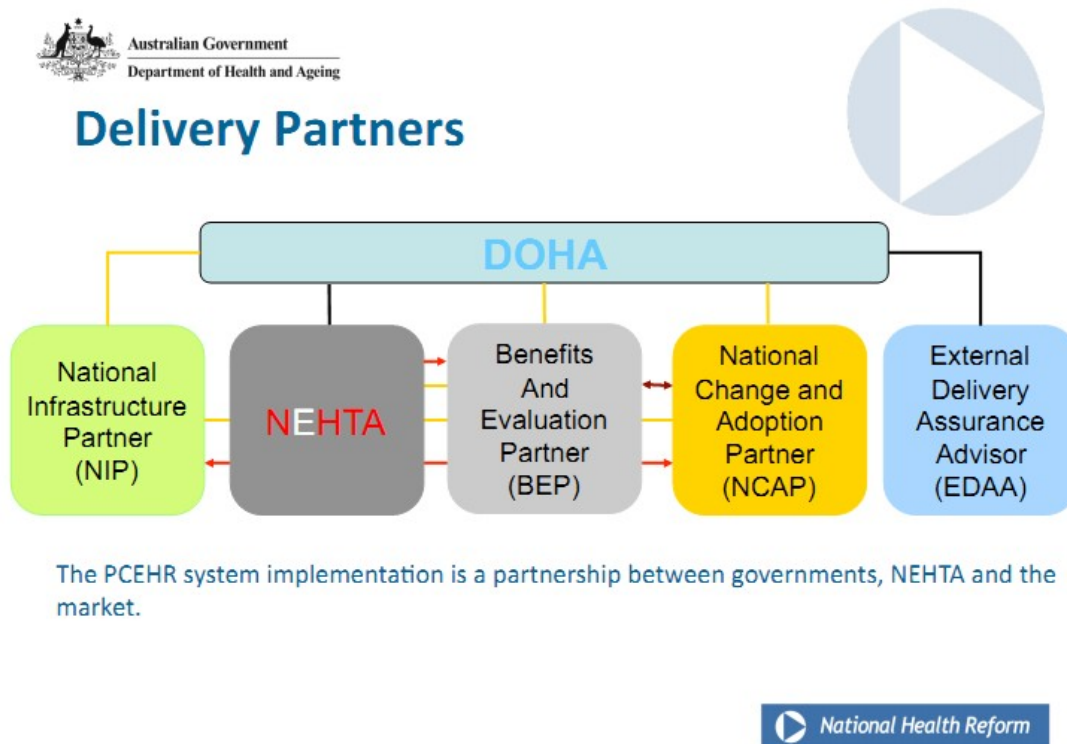 Australian Government
Department of Health and Ageing
Delivery Partners
DOHA
National
Infrastructure
Partner
(NIP)
NEHTA
Benefits
And
Evaluation
Partner
(BEP)
National
Change and
Adoption
Partner
(NCAP)
External
Delivery
Assurance
Advisor
(EDAA)
The PCEHR system implementation is a partnership between governments, NEHTA and the
market.
National Health Reform